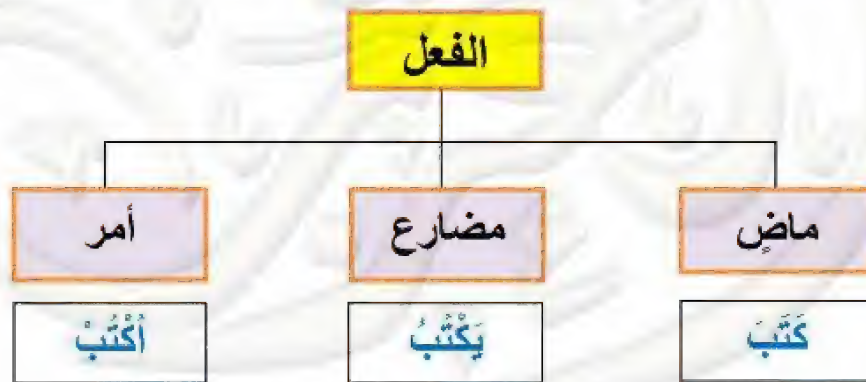 الفعل
ماضٍ مضارع أمر
كَتَبَ يَكْتُبُ اُكْتُبْ